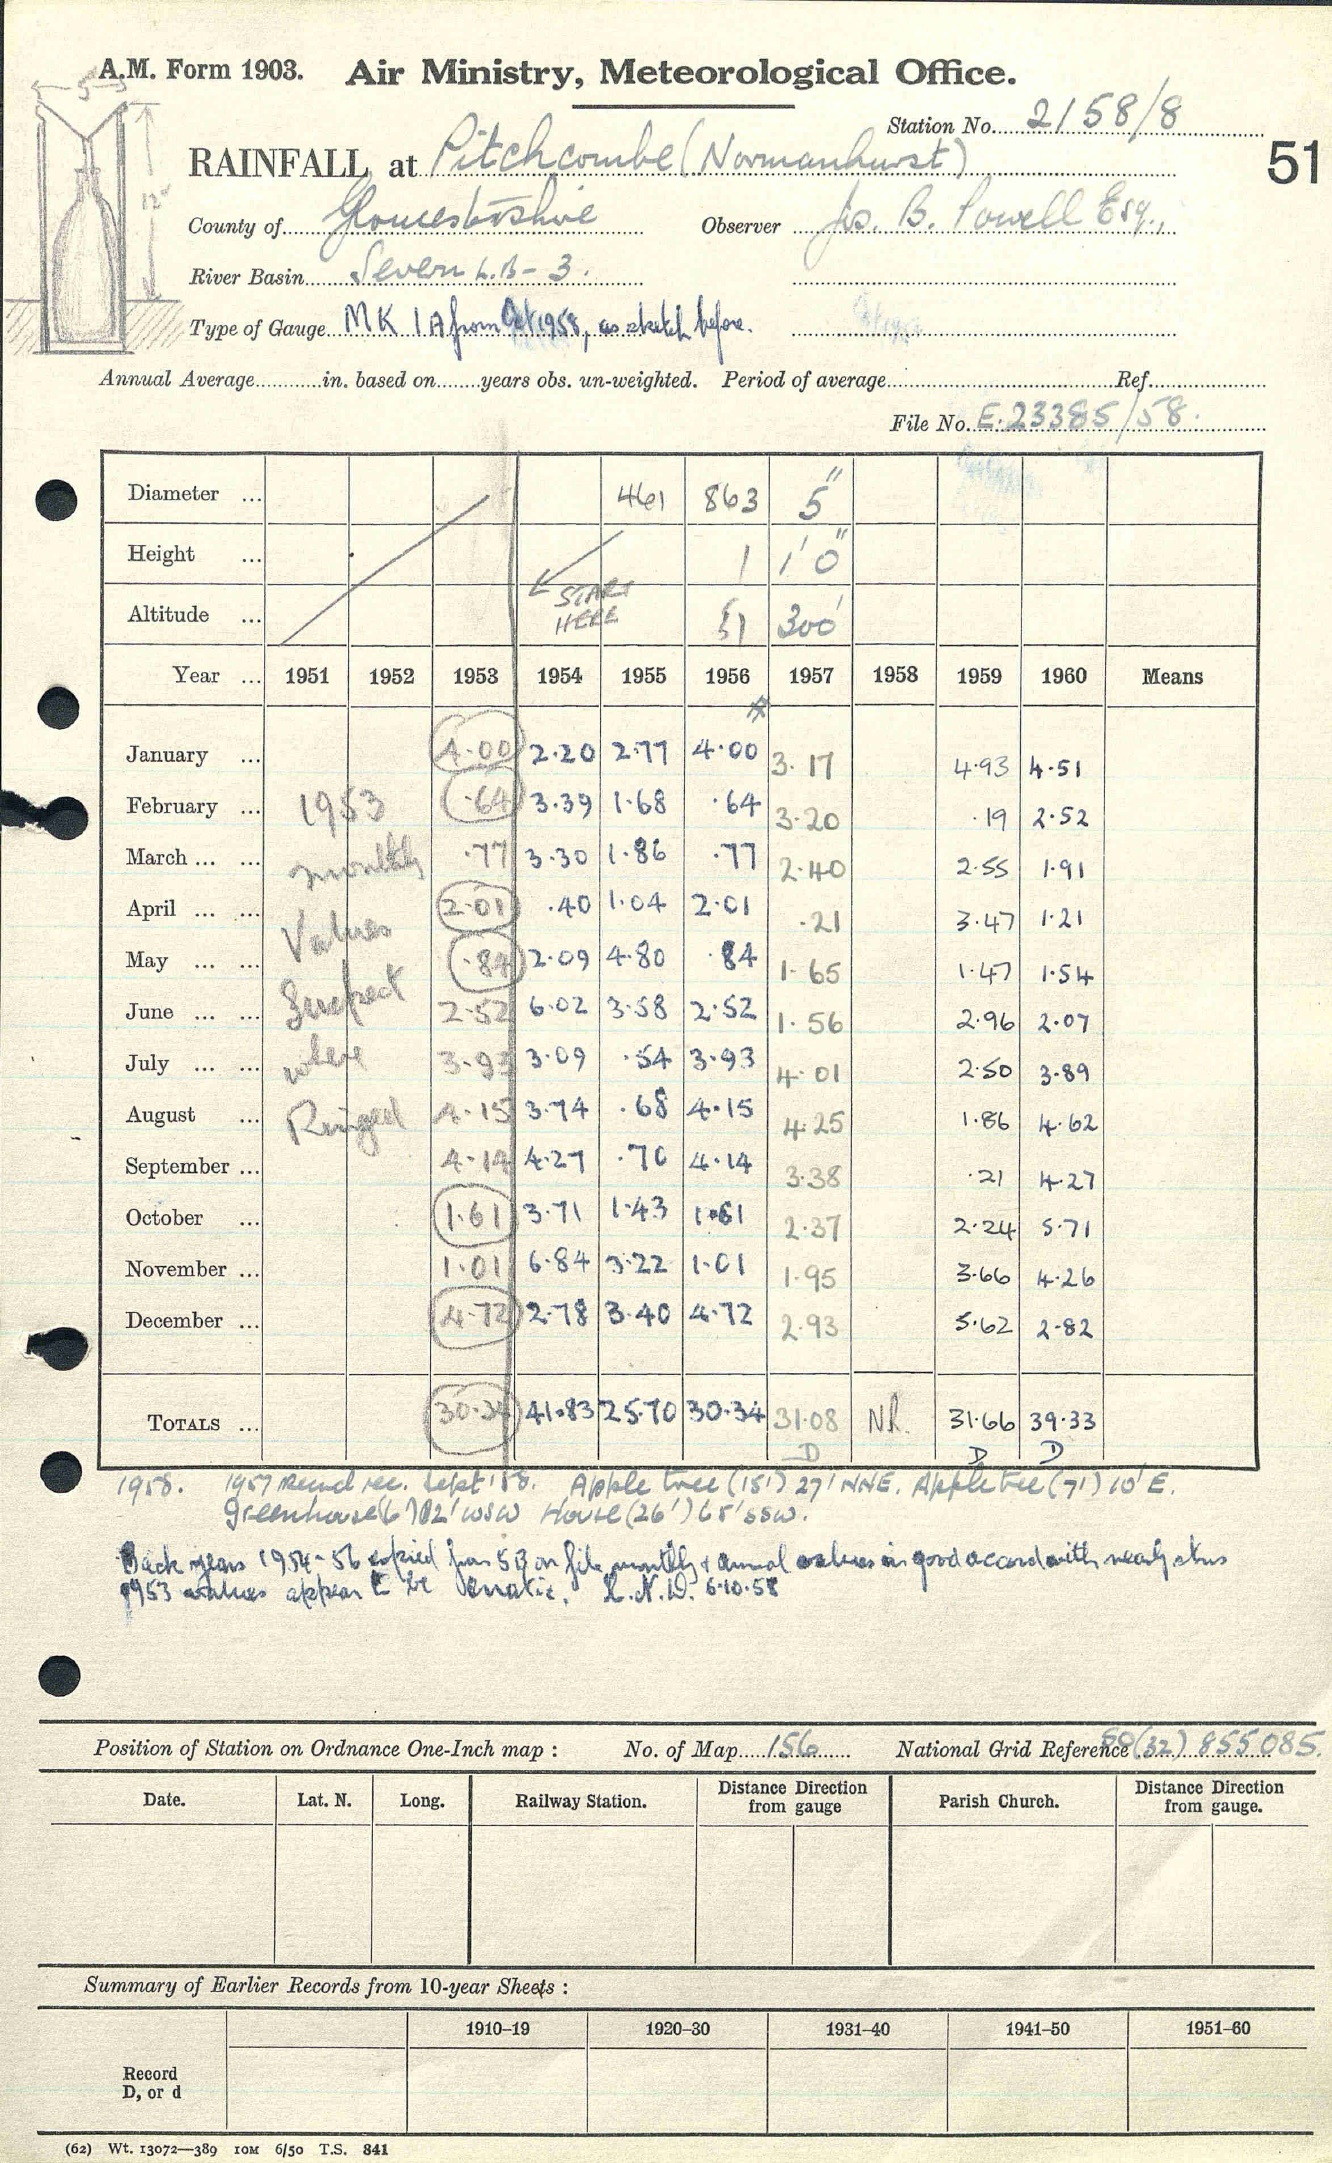 A.M. Form 1903. Air Ministry, Meteorological Office.
5"
12"
Station No. 2158/8
RAINFALL at Pitchcombe (Normanhurst)
51
County of Gloucestershire Observer Jos. B. Powell Esq.,
River Basin Severn L.B - 3.
Type of Gauge MK 1A from Oct 1958, as sketch before.
Annual Average in. based on years obs. un-weighted. Period of average Ref.
File No. E.23385/58.
Diameter ... 461 863 5"
Height ... 1 1' 0"
START HERE
Altitude ... 51 300'
Year ... 1951 1952 1953 1954 1955 1956 1957 1958 1959 1960 Means
January ... 4.00 2.20 2.77 4.00 3.17 4.93 4.51
February ... .64 3.39 1.68 .64 3.20 .19 2.52
March ... ... .77 3.30 1.86 .77 2.40 2.55 1.91
April ... ... 2.01 .40 1.04 2.01 .21 3.47 1.21
May ... ... .84 2.09 4.80 .84 1.65 1.47 1.54
June ... ... 2.52 6.02 3.58 2.52 1.56 2.96 2.07
July ... ... 3.93 3.09 .54 3.93 4.01 2.50 3.89
August ... 4.15 3.74 .68 4.15 4.25 1.86 4.62
September ... 4.14 4.27 .70 4.14 3.38 .21 4.27
October ... 1.61 3.71 1.43 1.61 2.37 2.24 5.71
November ... 1.01 6.84 3.22 1.01 1.95 3.66 4.26
December ... 4.72 2.78 3.40 4.72 2.93 5.62 2.82
1953
monthly
Values
Suspect
where
Ringed
TOTALS ... 30.34 41.83 25.70 30.34 31.08 N.R. 31.66 39.33
D D D
1958. 1957 record rec. Sept '58. Apple tree (15') 27' NNE. Apple tree (7') 10' E.
Greenhouse (6') 12' WSW House (26') 65' SSW.
Back years 1954-56 copied from 5B on file monthly & annual values in good accord with nearby stns
1953 values appear to be erratic. L.N.D. 6.10.58
Position of Station on Ordnance One-Inch map : No. of Map 156 National Grid Reference (32) 855085.
Date. Lat. N. Long. Railway Station. Distance Direction from gauge Parish Church. Distance Direction from gauge.
Summary of Earlier Records from 10-year Sheets :
1910–19 1920–30 1931–40 1941–50 1951–60
Record
D, or d
(62) Wt. 13072—389 10M 6/50 T.S. 841